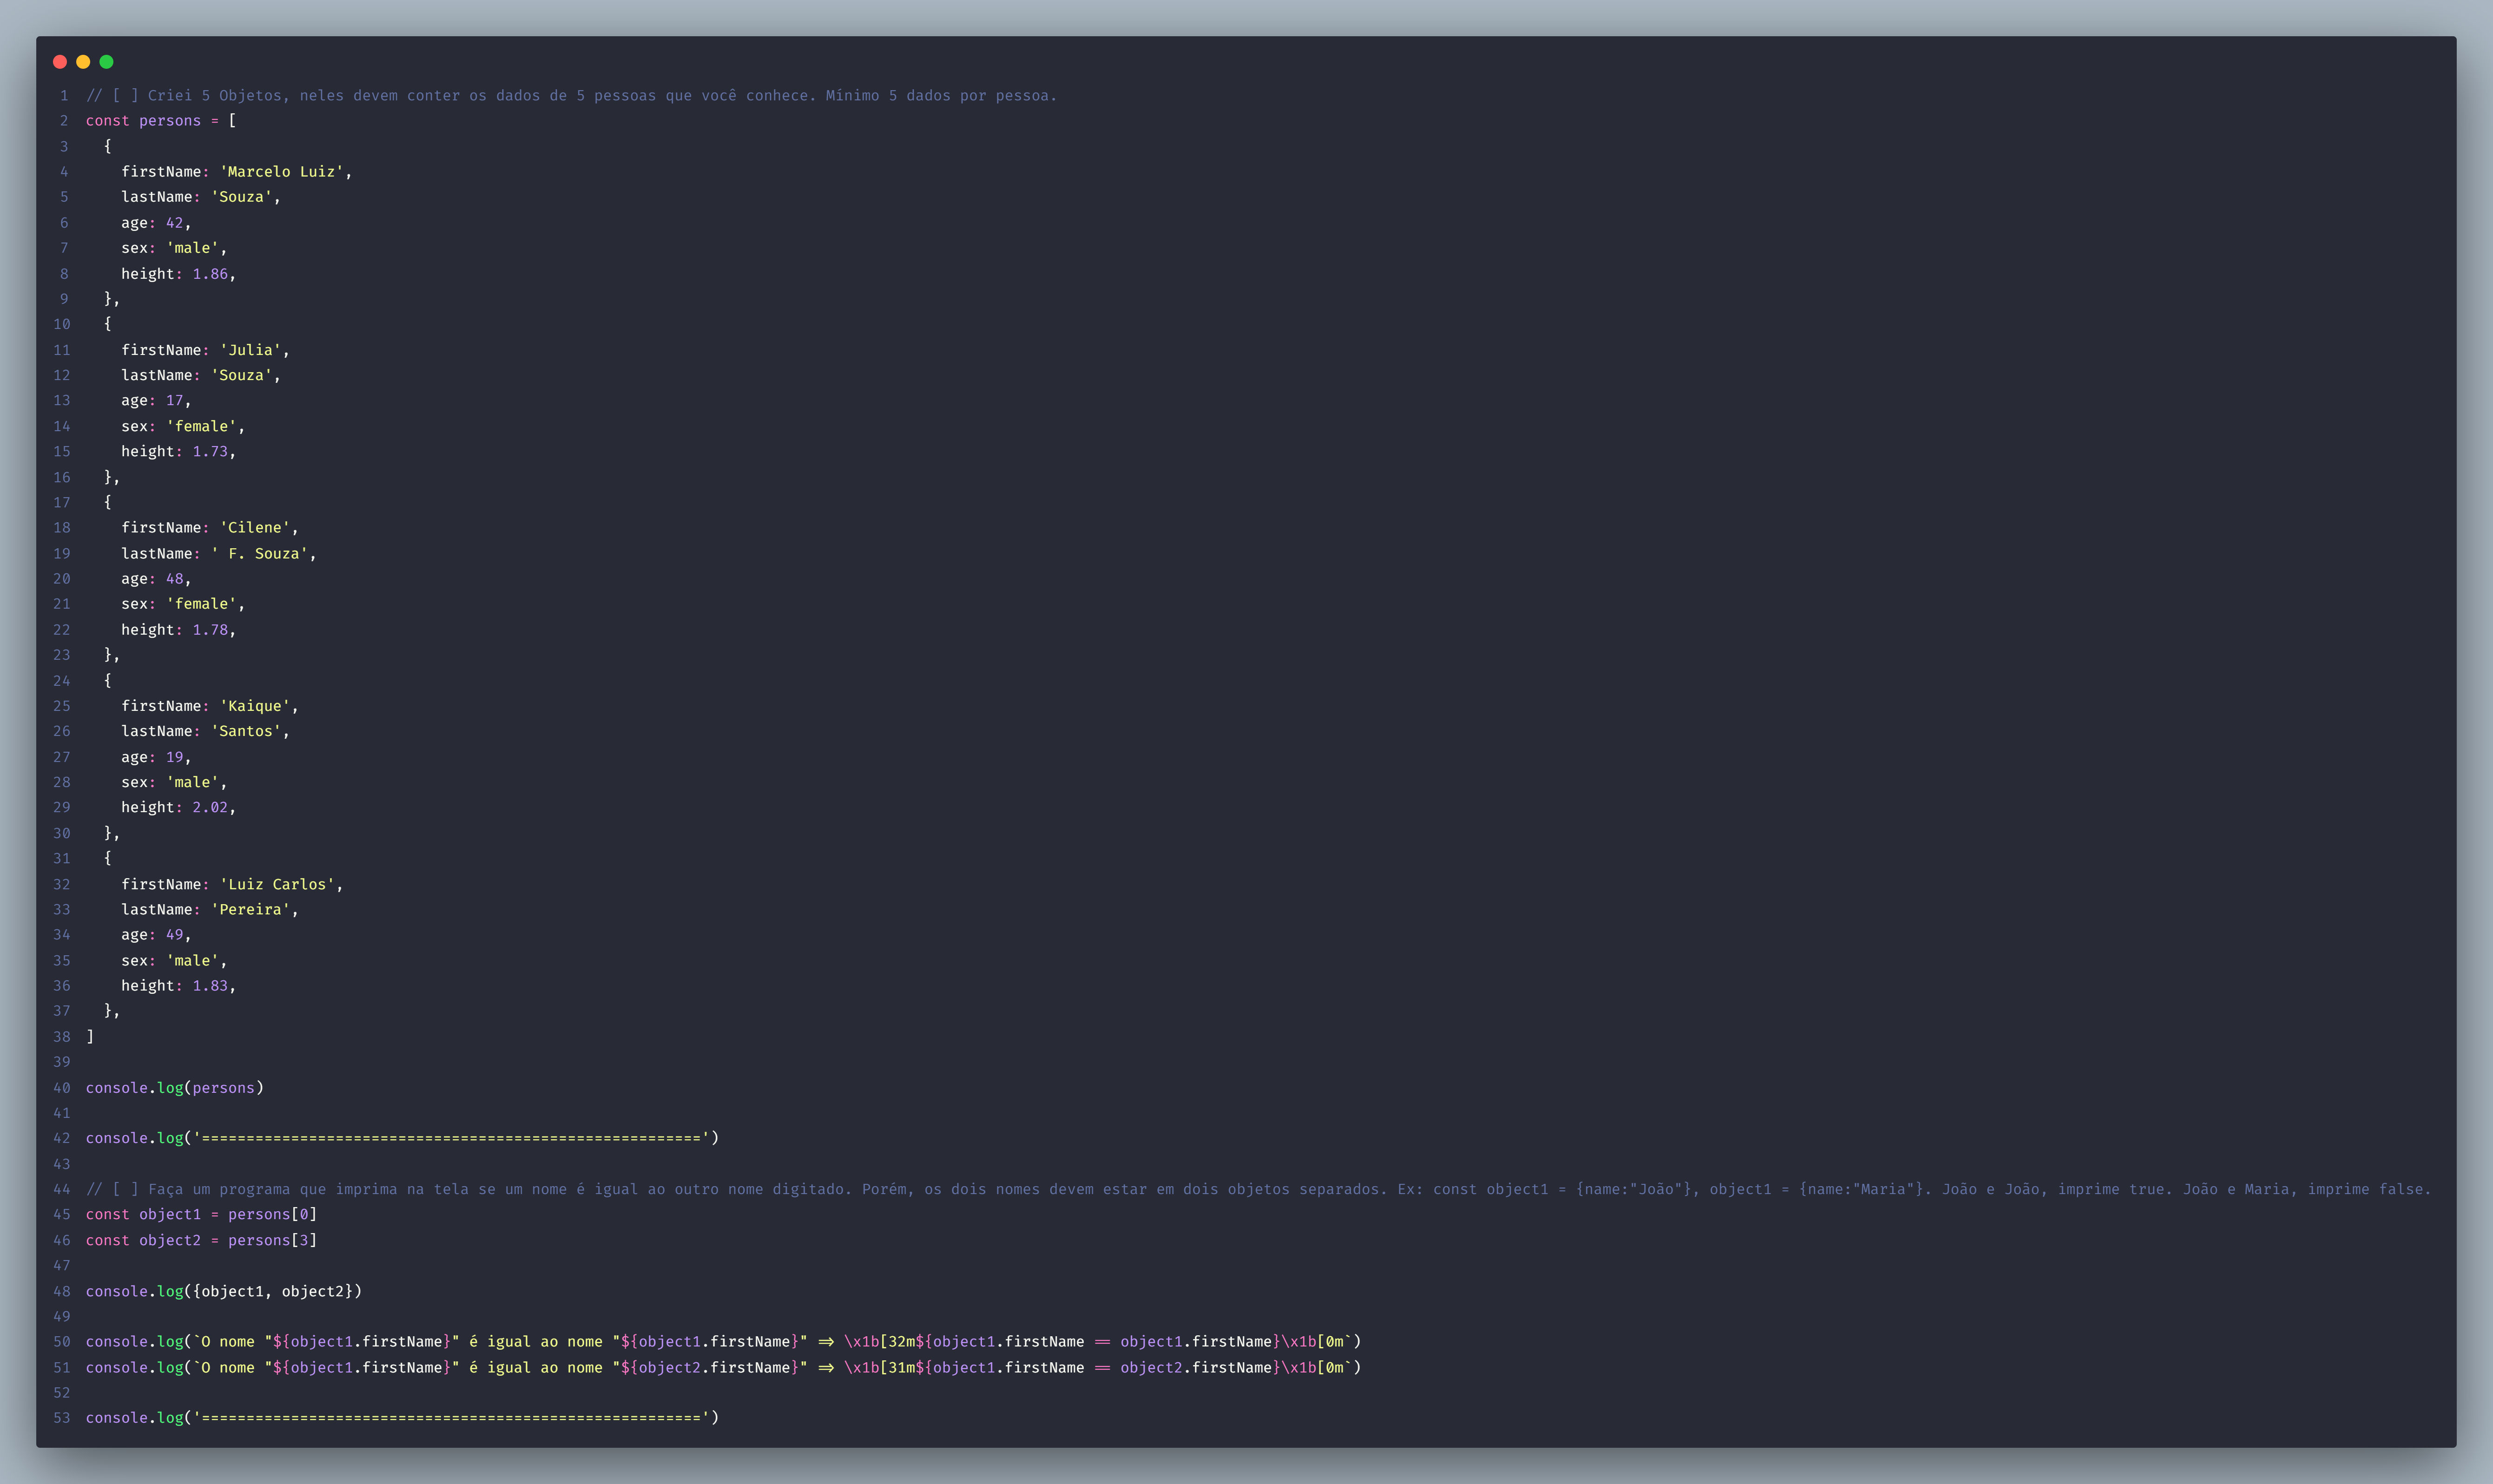 1 // [ ] Criei 5 Objetos, neles devem conter os dados de 5 pessoas que você conhece. Mínimo 5 dados por pessoa.
2 const persons = [
3   {
4     firstName: 'Marcelo Luiz',
5     lastName: 'Souza',
6     age: 42,
7     sex: 'male',
8     height: 1.86,
9   },
10   {
11     firstName: 'Julia',
12     lastName: 'Souza',
13     age: 17,
14     sex: 'female',
15     height: 1.73,
16   },
17   {
18     firstName: 'Cilene',
19     lastName: ' F. Souza',
20     age: 48,
21     sex: 'female',
22     height: 1.78,
23   },
24   {
25     firstName: 'Kaique',
26     lastName: 'Santos',
27     age: 19,
28     sex: 'male',
29     height: 2.02,
30   },
31   {
32     firstName: 'Luiz Carlos',
33     lastName: 'Pereira',
34     age: 49,
35     sex: 'male',
36     height: 1.83,
37   },
38 ]
39
40 console.log(persons)
41
42 console.log('========================================================')
43
44 // [ ] Faça um programa que imprima na tela se um nome é igual ao outro nome digitado. Porém, os dois nomes devem estar em dois objetos separados. Ex: const object1 = {name:"João"}, object1 = {name:"Maria"}. João e João, imprime true. João e Maria, imprime false.
45 const object1 = persons[0]
46 const object2 = persons[3]
47
48 console.log({object1, object2})
49
50 console.log(`O nome "${object1.firstName}" é igual ao nome "${object1.firstName}" => \x1b[32m${object1.firstName == object1.firstName}\x1b[0m`)
51 console.log(`O nome "${object1.firstName}" é igual ao nome "${object2.firstName}" => \x1b[31m${object1.firstName == object2.firstName}\x1b[0m`)
52
53 console.log('========================================================')